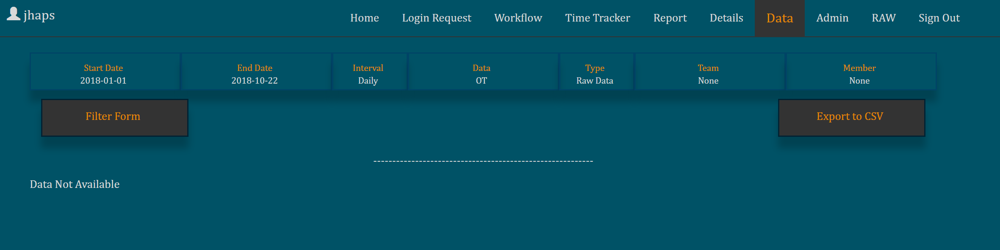 jhaps
Home Login Request Workflow Time Tracker Report Details Data Admin RAW Sign Out
Start Date End Date Interval Data Type Team Member
2018-01-01 2018-10-22 Daily OT Raw Data None None
Filter Form Export to CSV
----------------------------------------------------------
Data Not Available